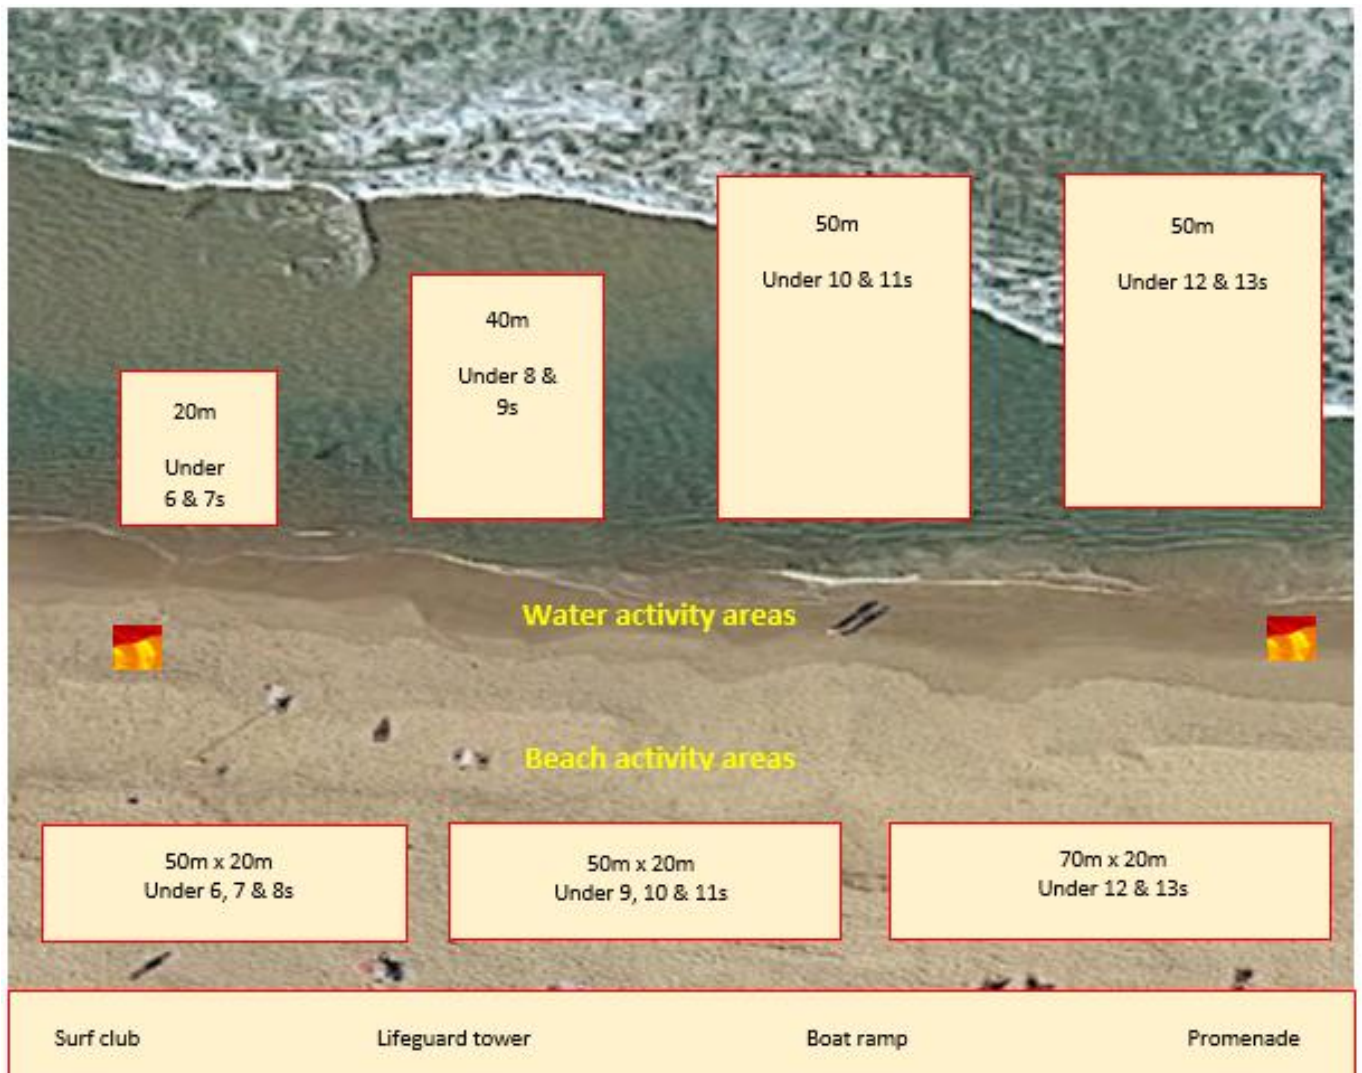 50m
Under 10 & 11s
50m
Under 12 & 13s
40m
Under 8 &
9s
20m
Under
6 & 7s
Water activity areas
Beach activity areas
50m x 20m
Under 6, 7 & 8s
50m x 20m
Under 9, 10 & 11s
70m x 20m
Under 12 & 13s
Surf club
Lifeguard tower
Boat ramp
Promenade